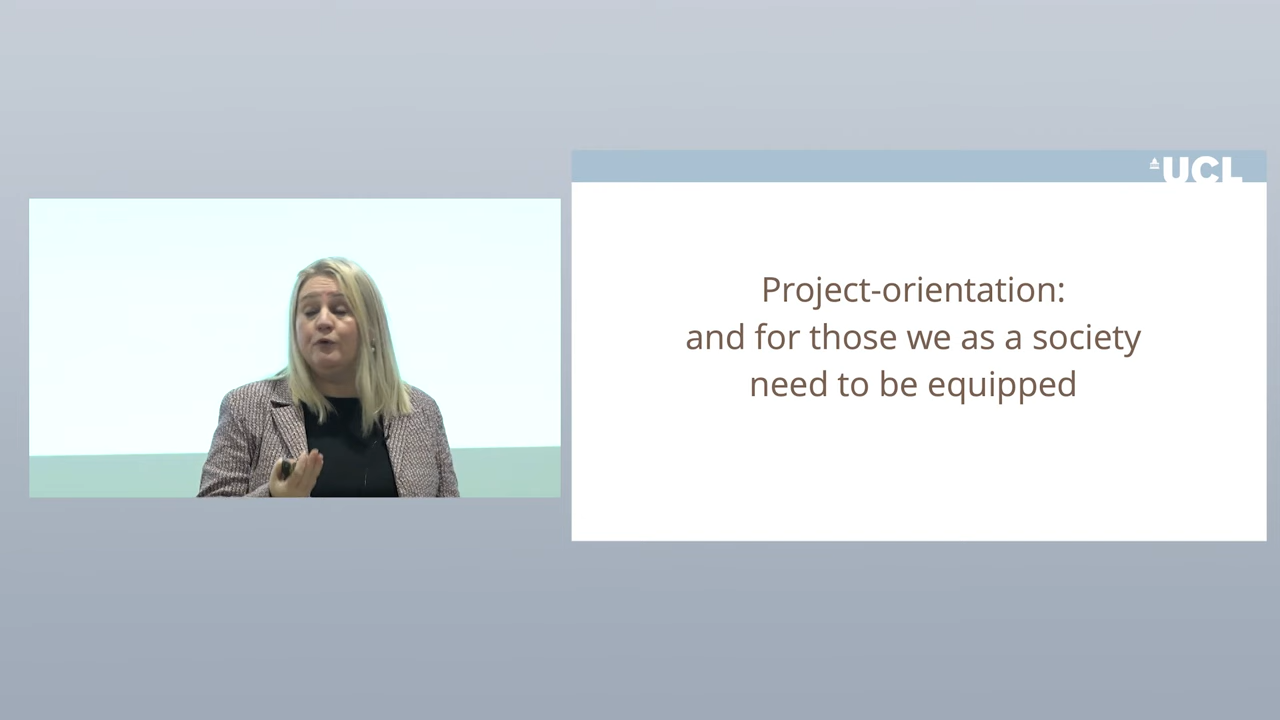 UCL
Project-orientation:
and for those we as a society
need to be equipped